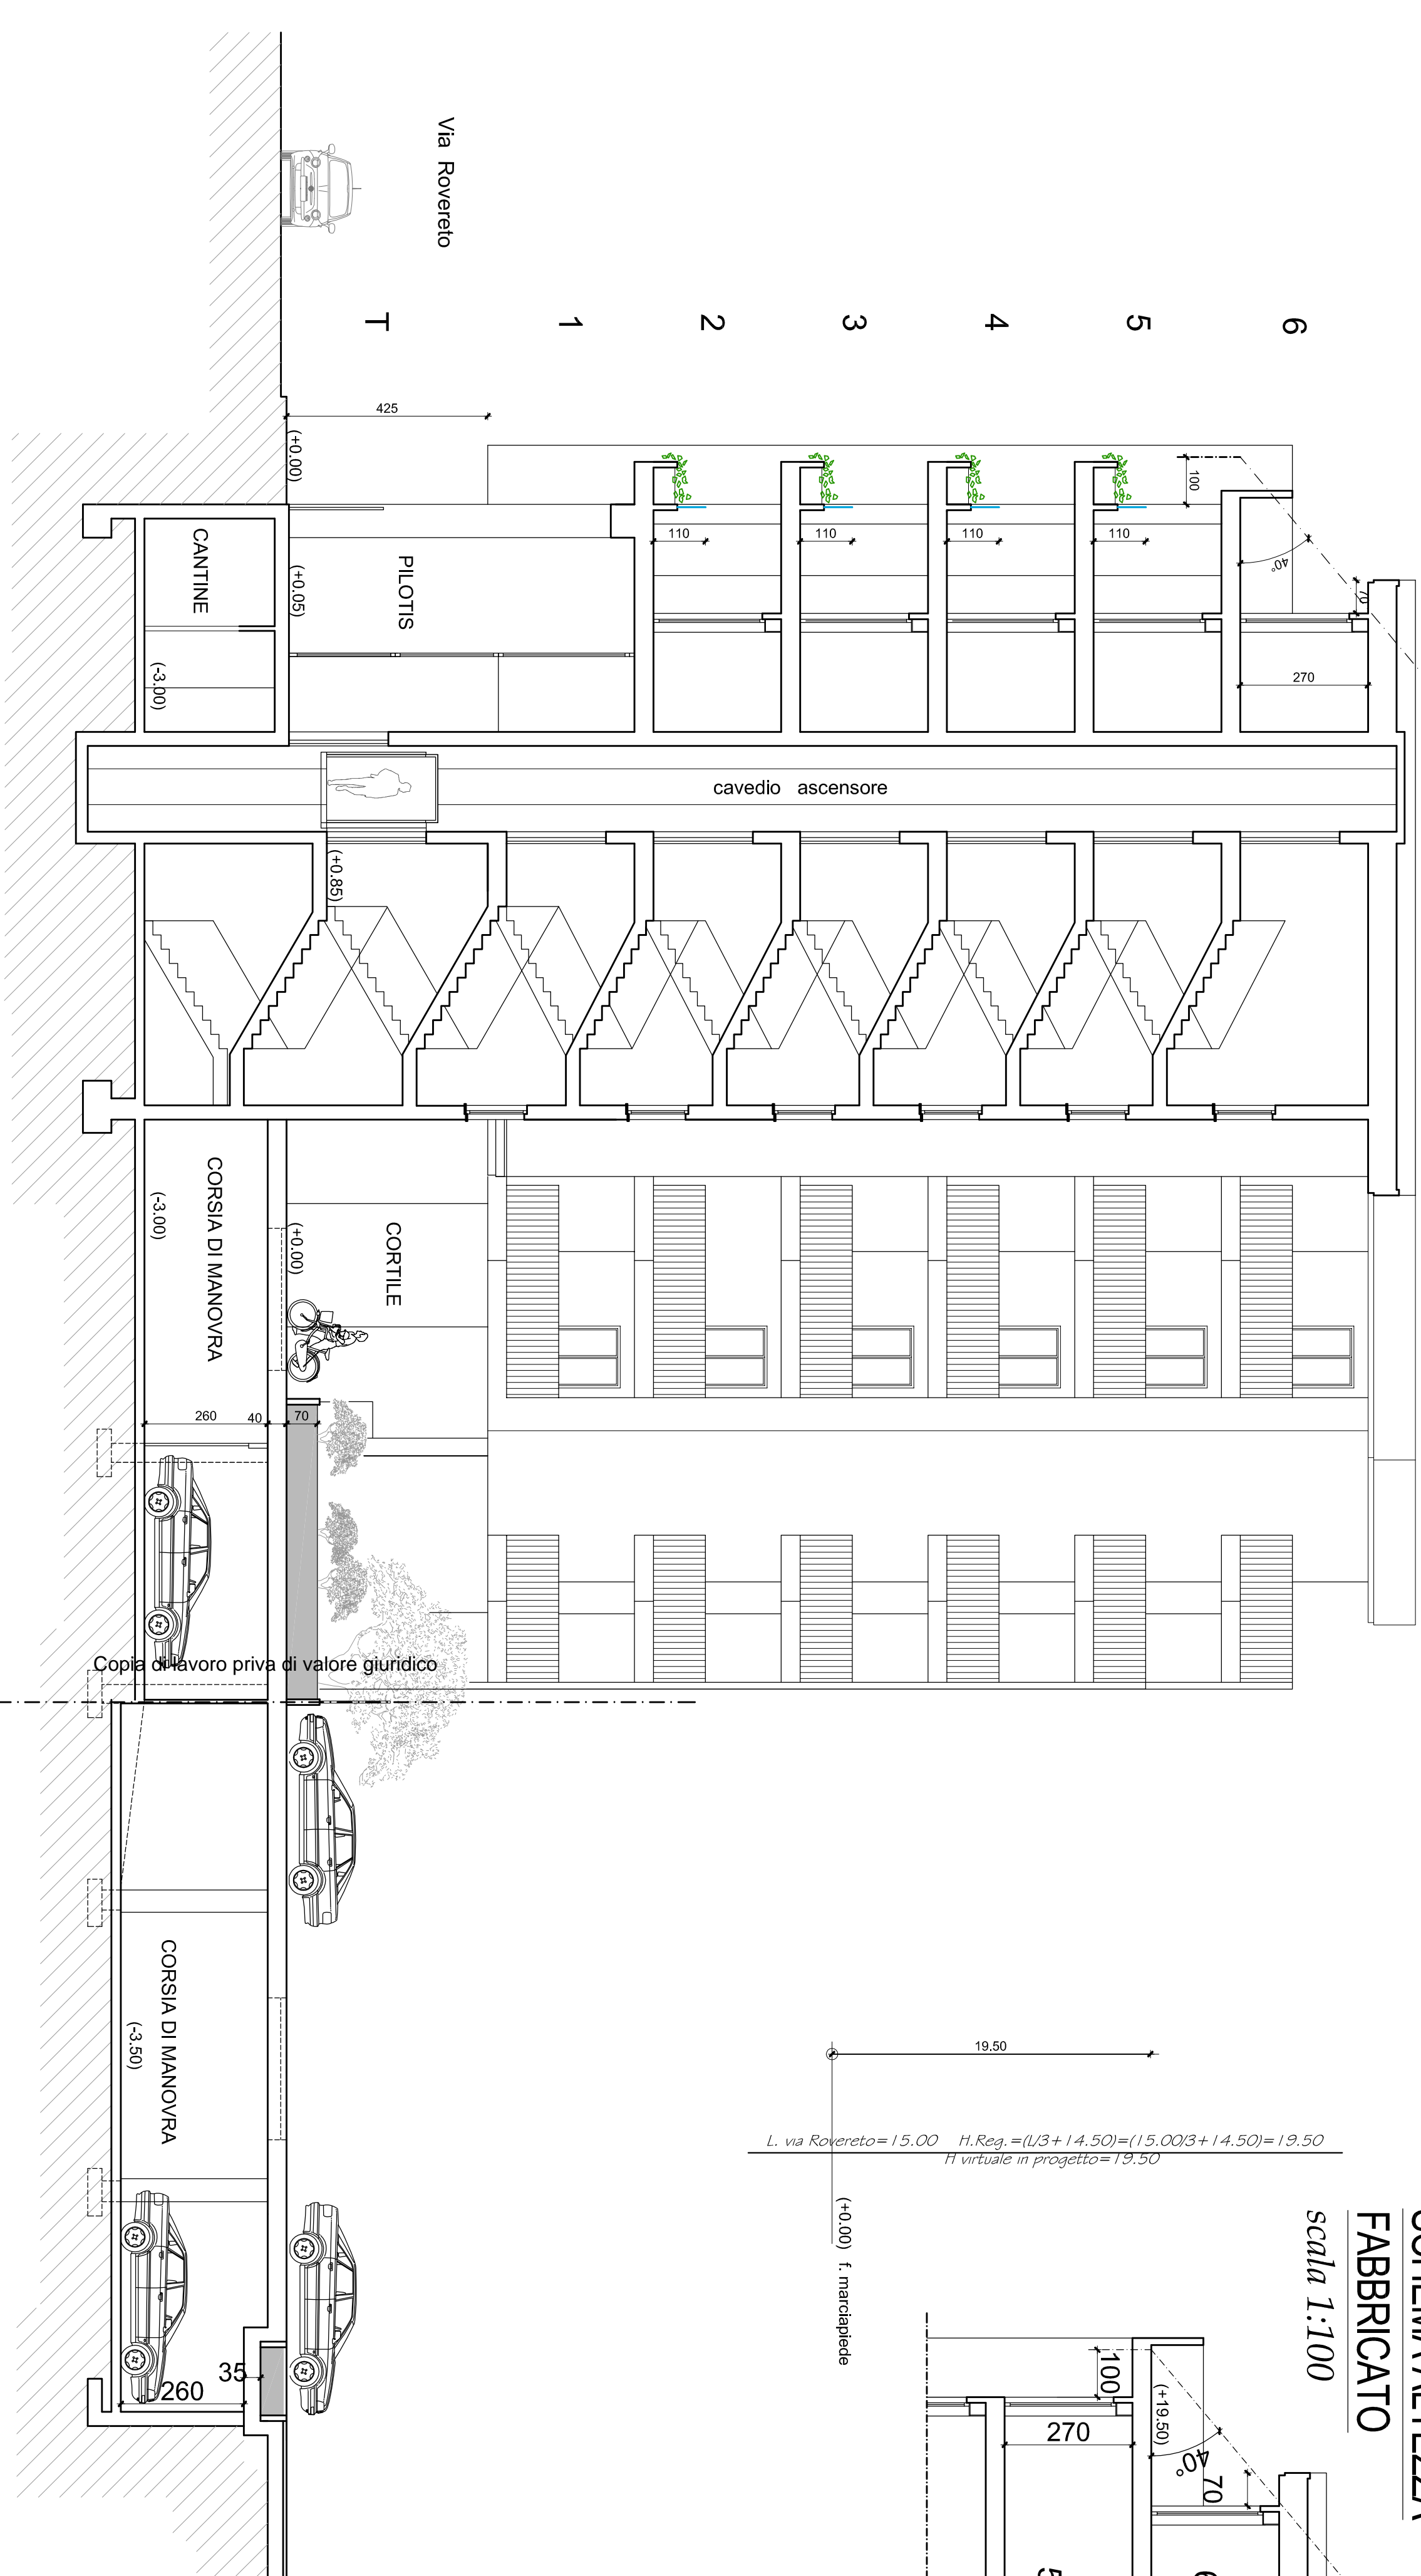 Via Rovereto
T
1
2
3
4
5
6
425
(+0.00)
100
110
110
110
110
40°
70
CANTINE
(+0.05)
PILOTIS
(-3.00)
270
cavedio ascensore
(+0.85)
CORSIA DI MANOVRA
(-3.00)
(+0.00)
CORTILE
260
40
70
Copia di lavoro priva di valore giuridico
CORSIA DI MANOVRA
(-3.50)
35
260
19.50
L. via Rovereto=15.00 H.Reg.=(L/3+14.50)=(15.00/3+14.50)=19.50
H virtuale in progetto=19.50
(+0.00) f. marciapiede
FABBRICATO
scala 1:100
100
(+19.50)
270
40°
70